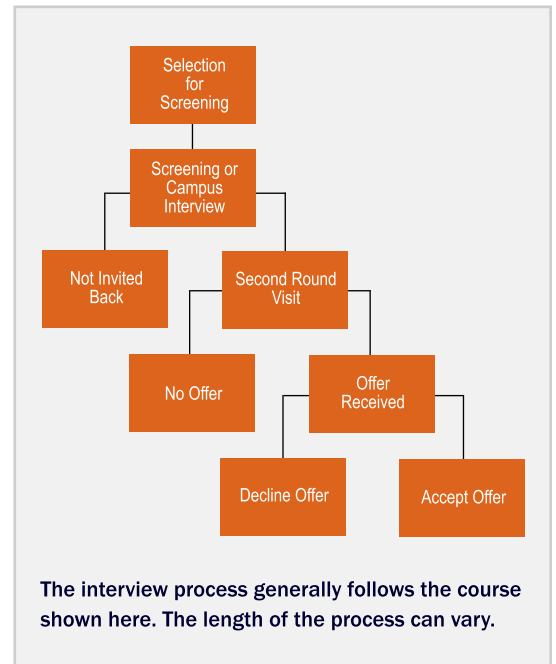 Selection
for
Screening
Screening or
Campus
Interview
Not Invited
Back
Second Round
Visit
No Offer
Offer
Received
Decline Offer
Accept Offer
The interview process generally follows the course
shown here. The length of the process can vary.